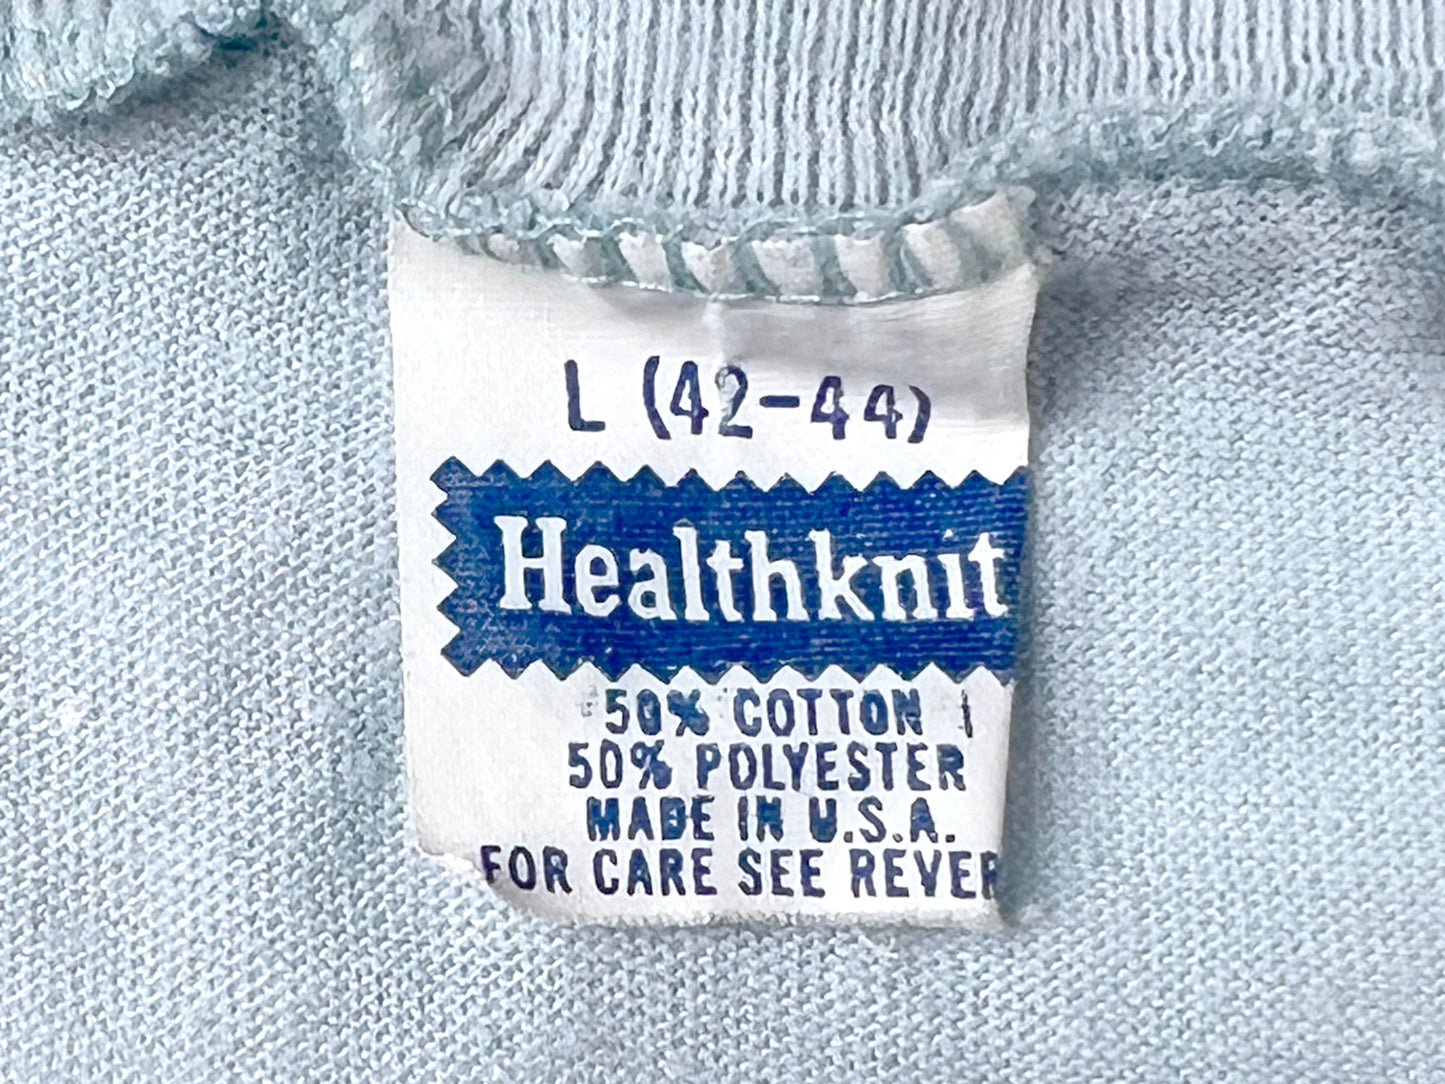 L (42-44)
Healthknit
50% COTTON
50% POLYESTER
MADE IN U.S.A.
FOR CARE SEE REVER